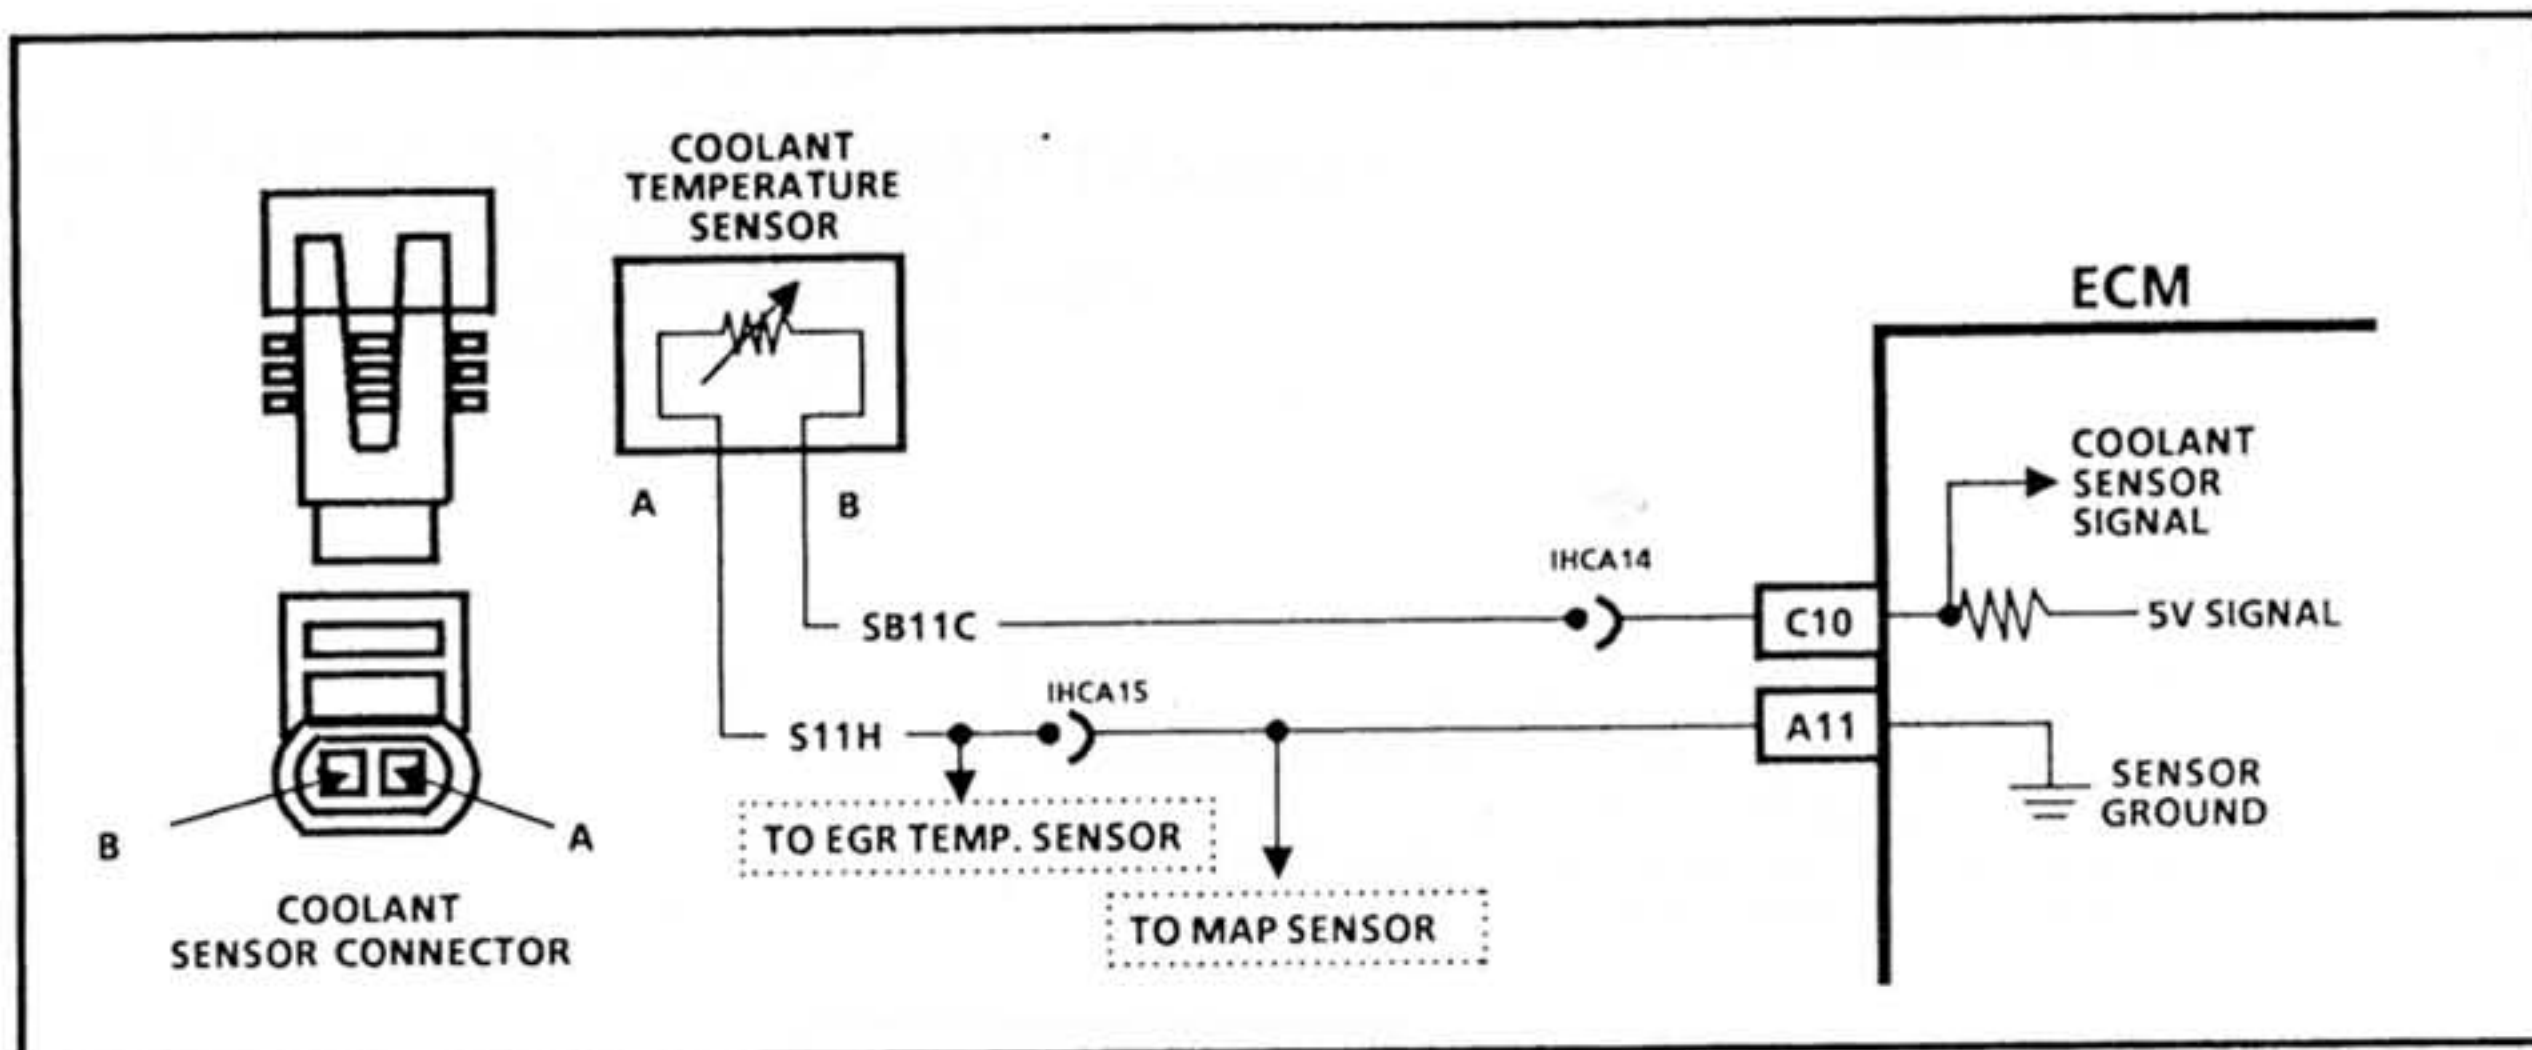 COOLANT
TEMPERATURE
SENSOR
A
B
ECM
COOLANT
SENSOR
SIGNAL
IHCA14
SB11C
C10
5V SIGNAL
IHCA15
S11H
A11
SENSOR
GROUND
TO EGR TEMP. SENSOR
TO MAP SENSOR
B
A
COOLANT
SENSOR CONNECTOR